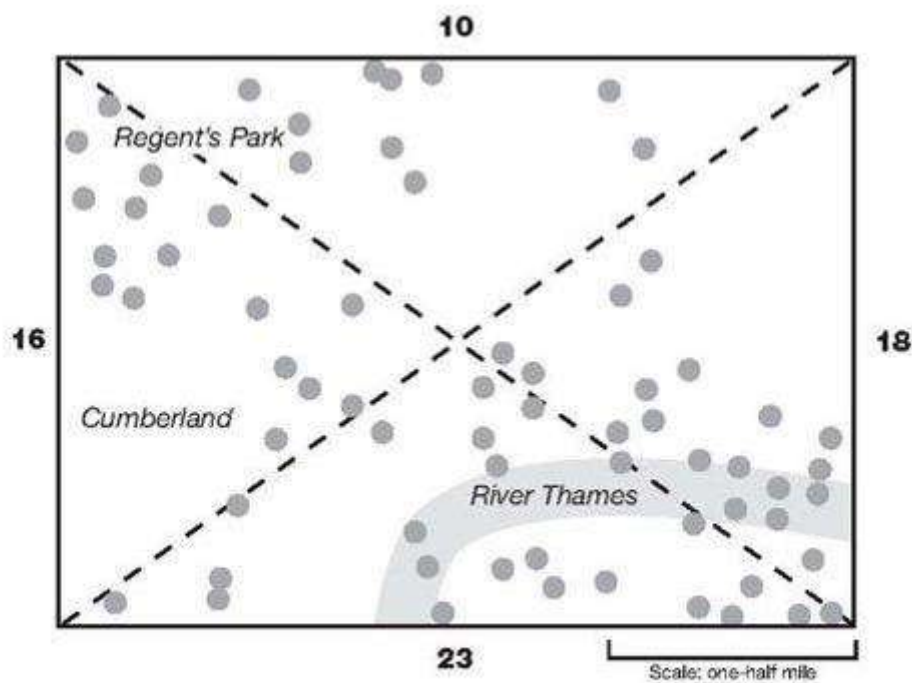 10
Regent's Park
16
18
Cumberland
River Thames
23
Scale: one-half mile